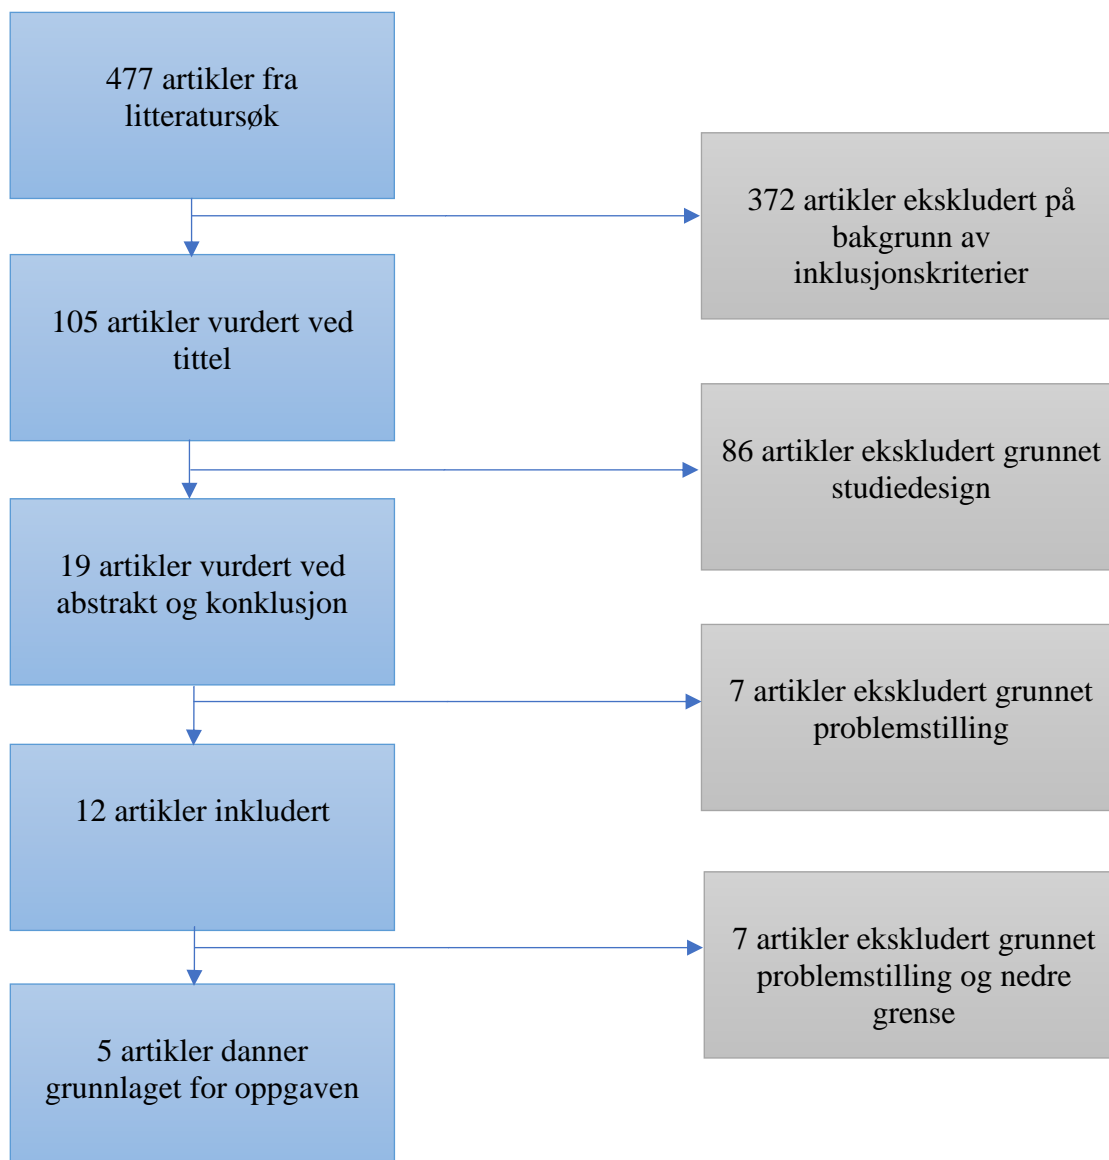 477 artikler fra
litteratursøk
372 artikler ekskludert på
bakgrunn av
inklusjonskriterier
105 artikler vurdert ved
tittel
86 artikler ekskludert grunnet
studiedesign
19 artikler vurdert ved
abstrakt og konklusjon
7 artikler ekskludert grunnet
problemstilling
12 artikler inkludert
7 artikler ekskludert grunnet
problemstilling og nedre
grense
5 artikler danner
grunnlaget for oppgaven